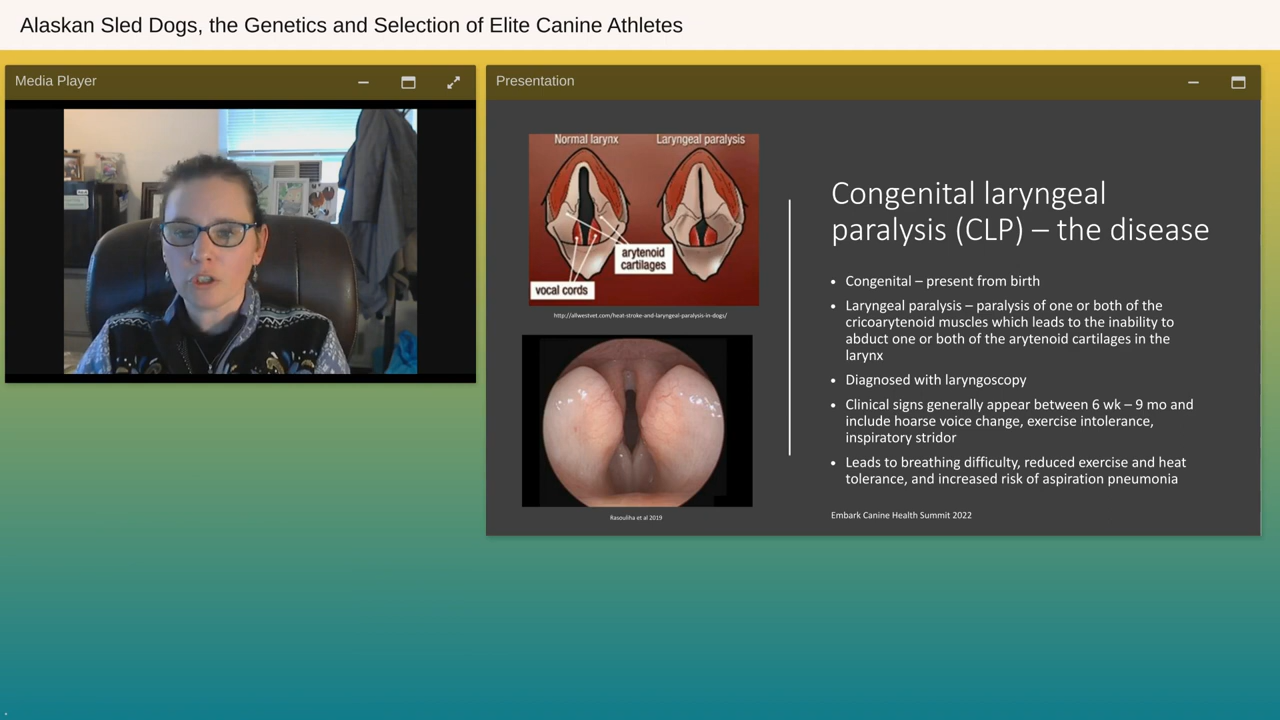 Alaskan Sled Dogs, the Genetics and Selection of Elite Canine Athletes
Media Player
Presentation
Normal larynx
Laryngeal paralysis
arytenoid
cartilages
vocal cords
http://allwestvet.com/heat-stroke-and-laryngeal-paralysis-in-dogs/
Rasouliha et al 2019
Congenital laryngeal
paralysis (CLP) – the disease
• Congenital – present from birth
• Laryngeal paralysis – paralysis of one or both of the
cricoarytenoid muscles which leads to the inability to
abduct one or both of the arytenoid cartilages in the
larynx
• Diagnosed with laryngoscopy
• Clinical signs generally appear between 6 wk – 9 mo and
include hoarse voice change, exercise intolerance,
inspiratory stridor
• Leads to breathing difficulty, reduced exercise and heat
tolerance, and increased risk of aspiration pneumonia
Embark Canine Health Summit 2022